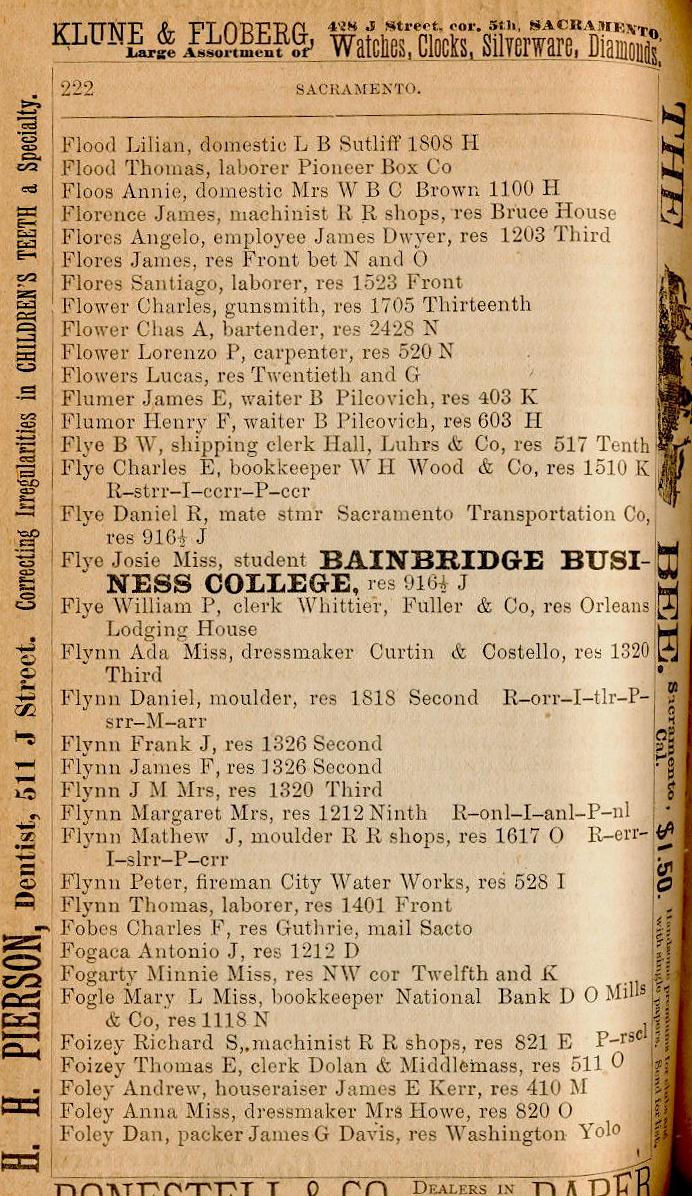 KLUNE & FLOBERG, 428 J Street, cor. 5th, SACRAMENTO,
Large Assortment of Watches, Clocks, Silverware, Diamonds,
222 SACRAMENTO.
Flood Lilian, domestic L B Sutliff 1808 H
Flood Thomas, laborer Pioneer Box Co
Floos Annie, domestic Mrs W B C Brown 1100 H
Florence James, machinist R R shops, res Bruce House
Flores Angelo, employee James Dwyer, res 1203 Third
Flores James, res Front bet N and O
Flores Santiago, laborer, res 1523 Front
Flower Charles, gunsmith, res 1705 Thirteenth
Flower Chas A, bartender, res 2428 N
Flower Lorenzo P, carpenter, res 520 N
Flowers Lucas, res Twentieth and G
Flumer James E, waiter B Pilcovich, res 403 K
Flumor Henry F, waiter B Pilcovich, res 603 H
Flye B W, shipping clerk Hall, Luhrs & Co, res 517 Tenth
Flye Charles E, bookkeeper W H Wood & Co, res 1510 K
R–strr–I–ccrr–P–ccr
Flye Daniel R, mate stmr Sacramento Transportation Co,
res 916½ J
Flye Josie Miss, student BAINBRIDGE BUSI-
NESS COLLEGE, res 916½ J
Flye William P, clerk Whittier, Fuller & Co, res Orleans
Lodging House
Flynn Ada Miss, dressmaker Curtin & Costello, res 1320
Third
Flynn Daniel, moulder, res 1818 Second R–orr–I–tlr–P–
srr–M–arr
Flynn Frank J, res 1326 Second
Flynn James F, res 1326 Second
Flynn J M Mrs, res 1320 Third
Flynn Margaret Mrs, res 1212 Ninth R–onl–I–anl–P–nl
Flynn Mathew J, moulder R R shops, res 1617 O R–err–
I–slrr–P–crr
Flynn Peter, fireman City Water Works, res 528 I
Flynn Thomas, laborer, res 1401 Front
Fobes Charles F, res Guthrie, mail Sacto
Fogaca Antonio J, res 1212 D
Fogarty Minnie Miss, res NW cor Twelfth and K
Fogle Mary L Miss, bookkeeper National Bank D O Mills
& Co, res 1118 N
Foizey Richard S, machinist R R shops, res 821 E P–rscl
Foizey Thomas E, clerk Dolan & Middlemass, res 511 O
Foley Andrew, houseraiser James E Kerr, res 410 M
Foley Anna Miss, dressmaker Mrs Howe, res 820 O
Foley Dan, packer James G Davis, res Washington Yolo
BONESTELL & CO. DEALERS IN PAPER
H. H. PIERSON, Dentist, 511 J Street. Correcting Irregularities in CHILDREN'S TEETH a Specialty.
THE BEE. Sacramento, $1.50.
Cal. with single papers. Send for